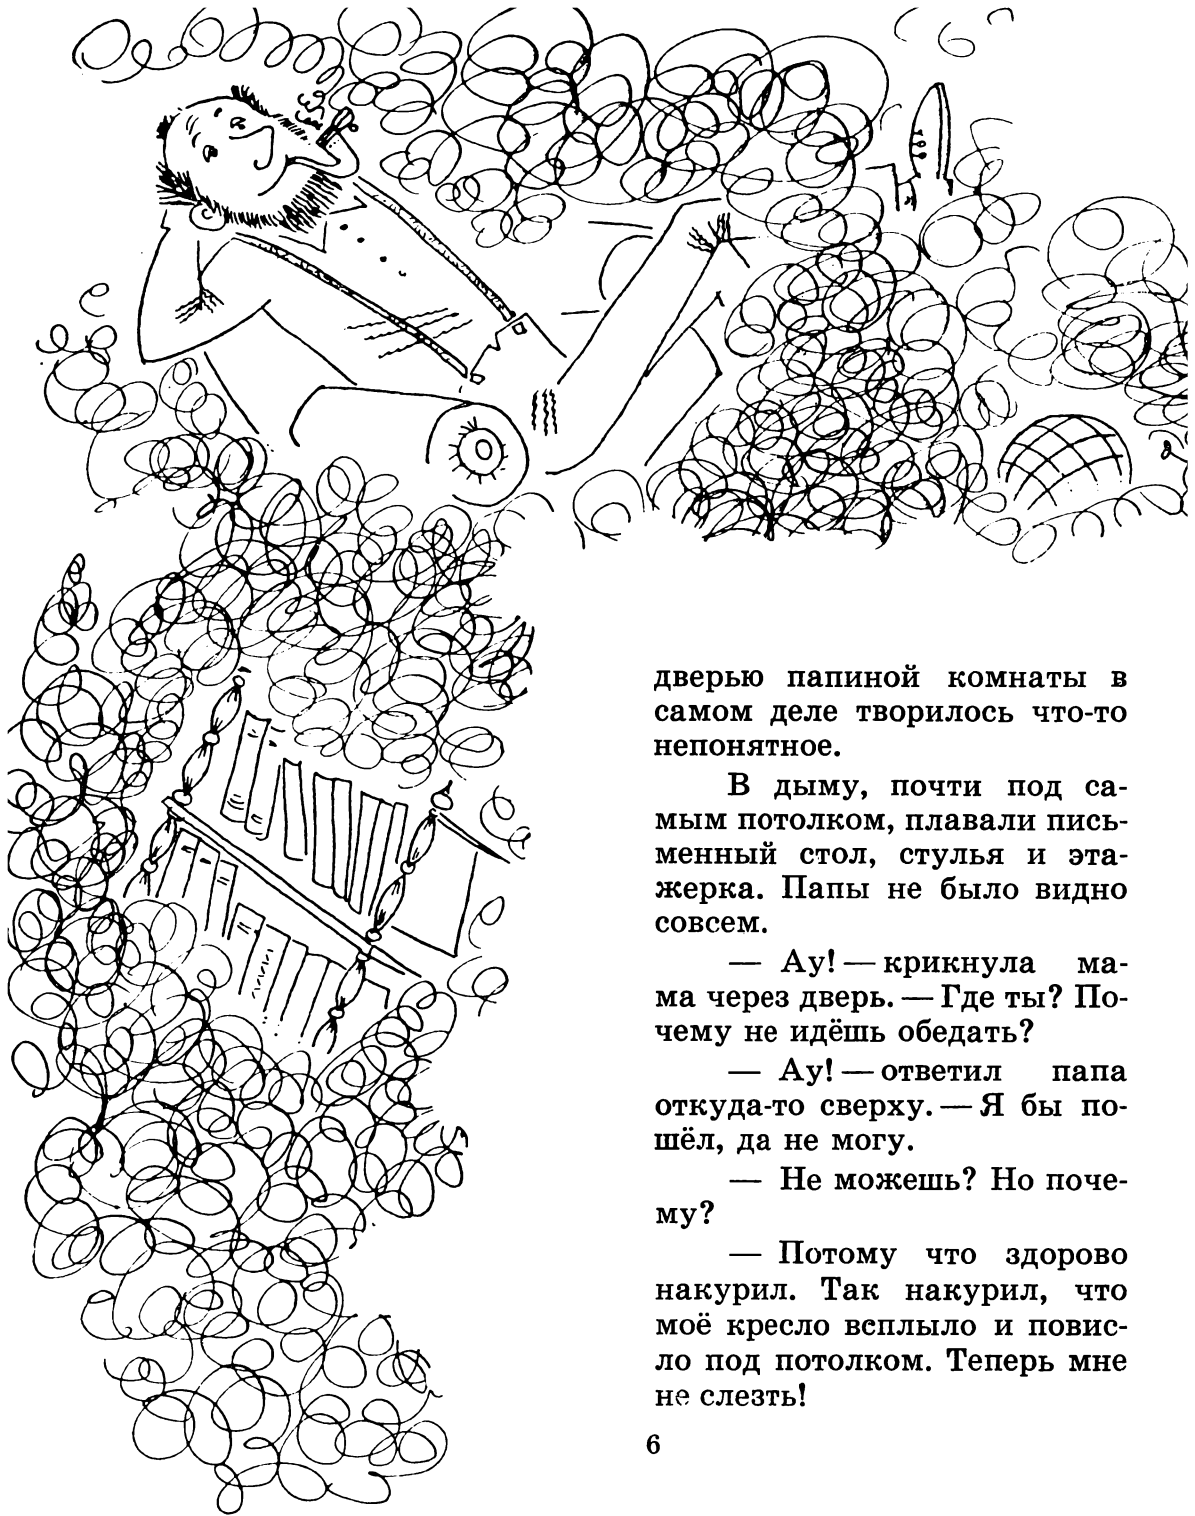 дверью папиной комнаты в
самом деле творилось что-то
непонятное.
В дыму, почти под са-
мым потолком, плавали пись-
менный стол, стулья и эта-
жерка. Папы не было видно
совсем.
— Ау! — крикнула ма-
ма через дверь. — Где ты? По-
чему не идёшь обедать?
— Ау! — ответил папа
откуда-то сверху. — Я бы по-
шёл, да не могу.
— Не можешь? Но поче-
му?
— Потому что здорово
накурил. Так накурил, что
моё кресло всплыло и повис-
ло под потолком. Теперь мне
не слезть!
6